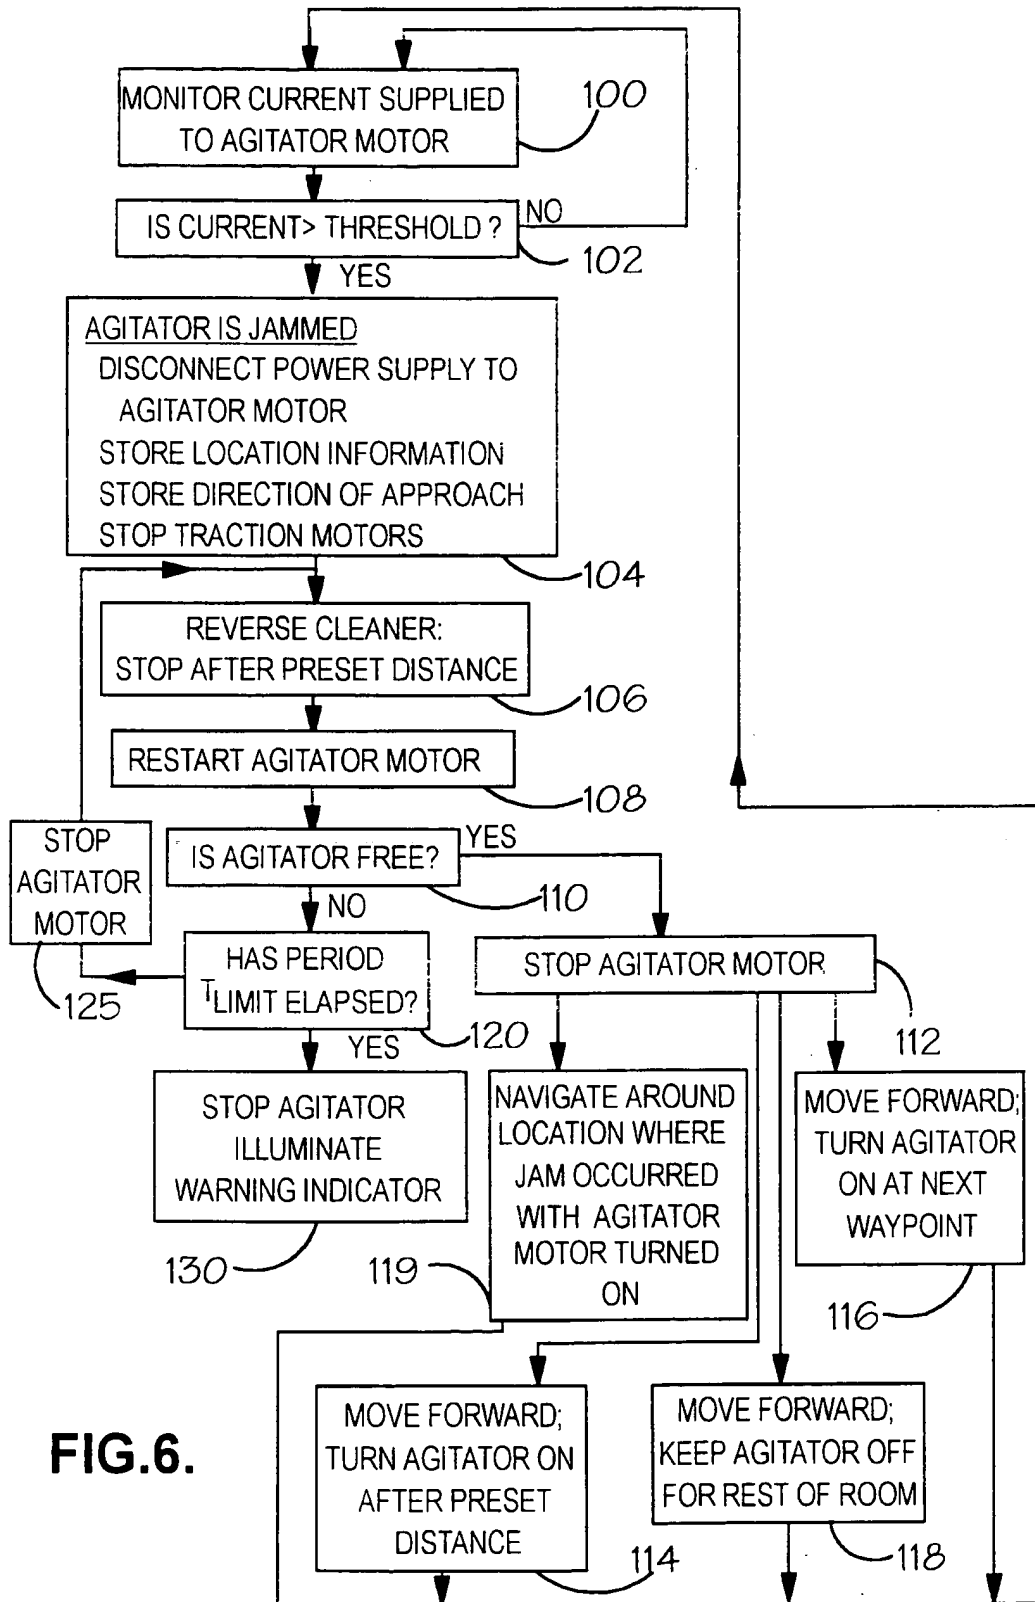 MONITOR CURRENT SUPPLIED
TO AGITATOR MOTOR
100
IS CURRENT> THRESHOLD ?
NO
102
YES
AGITATOR IS JAMMED
DISCONNECT POWER SUPPLY TO
AGITATOR MOTOR
STORE LOCATION INFORMATION
STORE DIRECTION OF APPROACH
STOP TRACTION MOTORS
104
REVERSE CLEANER:
STOP AFTER PRESET DISTANCE
106
RESTART AGITATOR MOTOR
108
IS AGITATOR FREE?
YES
110
NO
STOP
AGITATOR
MOTOR
125
HAS PERIOD
TLIMIT ELAPSED?
120
YES
STOP AGITATOR MOTOR
112
STOP AGITATOR
ILLUMINATE
WARNING INDICATOR
130
NAVIGATE AROUND
LOCATION WHERE
JAM OCCURRED
WITH AGITATOR
MOTOR TURNED
ON
119
MOVE FORWARD;
TURN AGITATOR
ON AT NEXT
WAYPOINT
116
MOVE FORWARD;
TURN AGITATOR ON
AFTER PRESET
DISTANCE
114
MOVE FORWARD;
KEEP AGITATOR OFF
FOR REST OF ROOM
118
FIG.6.